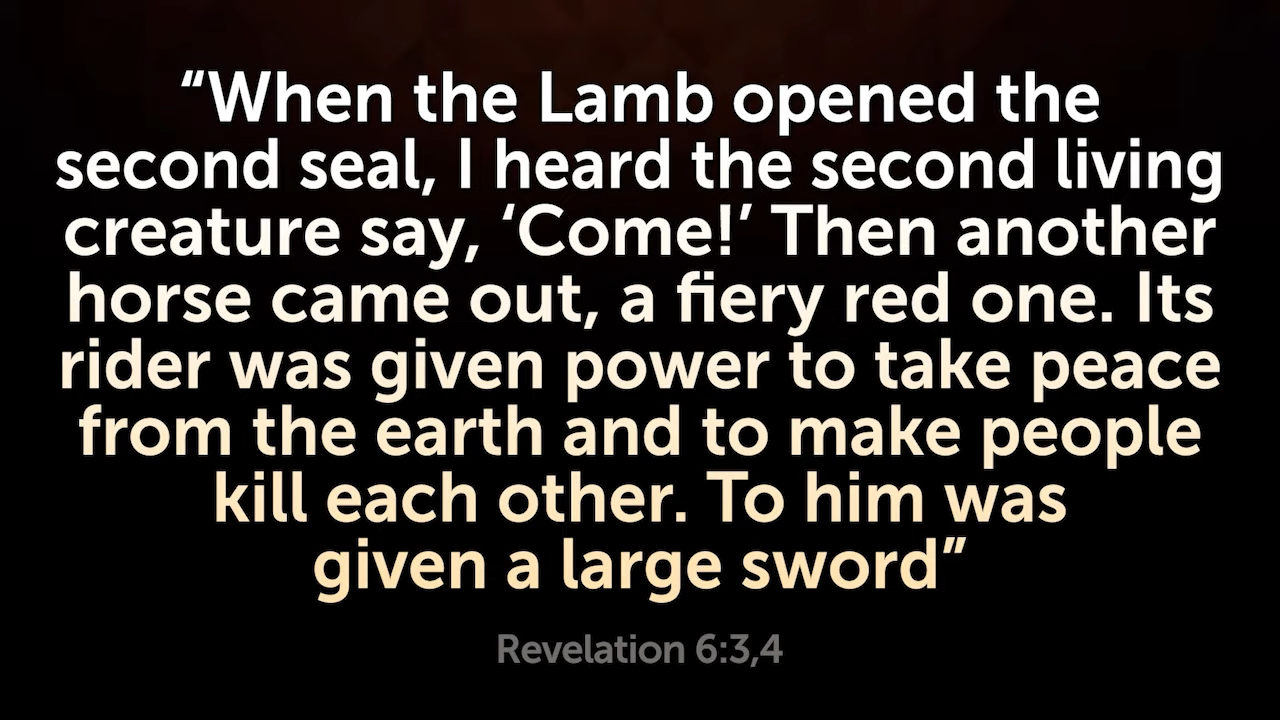 “When the Lamb opened the
second seal, I heard the second living
creature say, ‘Come!’ Then another
horse came out, a fiery red one. Its
rider was given power to take peace
from the earth and to make people
kill each other. To him was
given a large sword”
Revelation 6:3,4